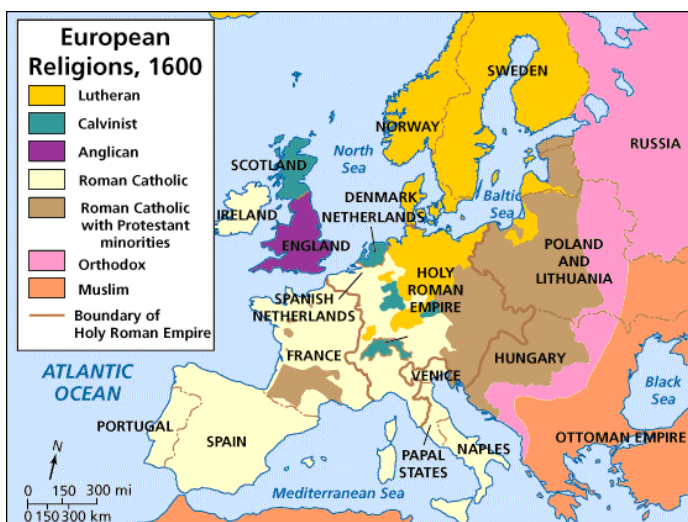 European
Religions, 1600
Lutheran
Calvinist
Anglican
Roman Catholic
Roman Catholic
with Protestant
minorities
Orthodox
Muslim
Boundary of
Holy Roman Empire
SWEDEN
NORWAY
North
Sea
RUSSIA
SCOTLAND
DENMARK
NETHERLANDS
Baltic
Sea
IRELAND
ENGLAND
POLAND
AND
LITHUANIA
HOLY
ROMAN
EMPIRE
SPANISH
NETHERLANDS
FRANCE
HUNGARY
VENICE
ATLANTIC
OCEAN
Black
Sea
PORTUGAL
SPAIN
PAPAL
STATES
NAPLES
OTTOMAN EMPIRE
Mediterranean Sea
N
0 150 300 mi
0 150 300 km